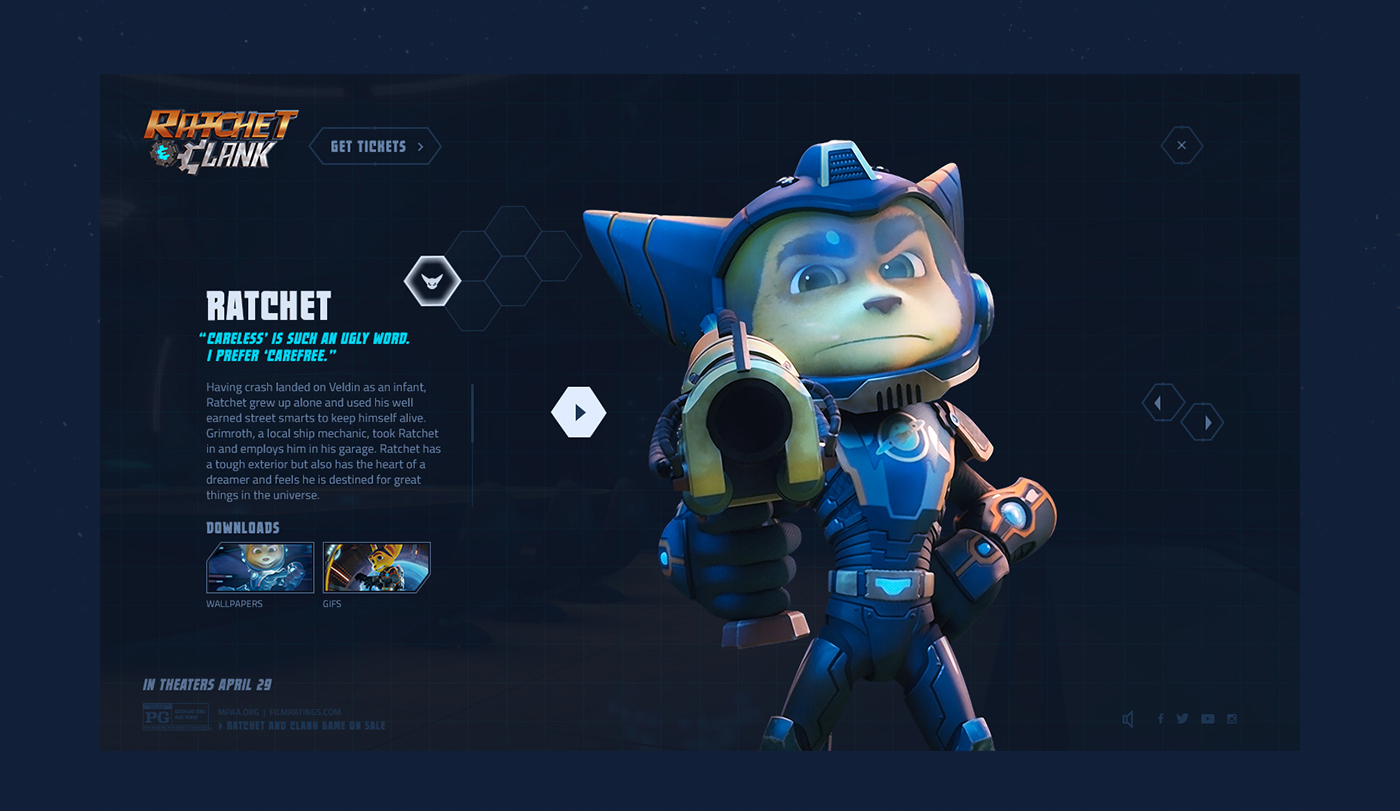 RATCHET
CLANK
GET TICKETS
RATCHET
“CARELESS’ IS SUCH AN UGLY WORD.
I PREFER ‘CAREFREE.”
Having crash landed on Veldin as an infant,
Ratchet grew up alone and used his well
earned street smarts to keep himself alive.
Grimroth, a local ship mechanic, took Ratchet
in and employs him in his garage. Ratchet has
a tough exterior but also has the heart of a
dreamer and feels he is destined for great
things in the universe.
DOWNLOADS
WALLPAPERS
GIFS
IN THEATERS APRIL 29
PG
MPAA.ORG | FILMRATINGS.COM
RATCHET AND CLANK GAME ON SALE